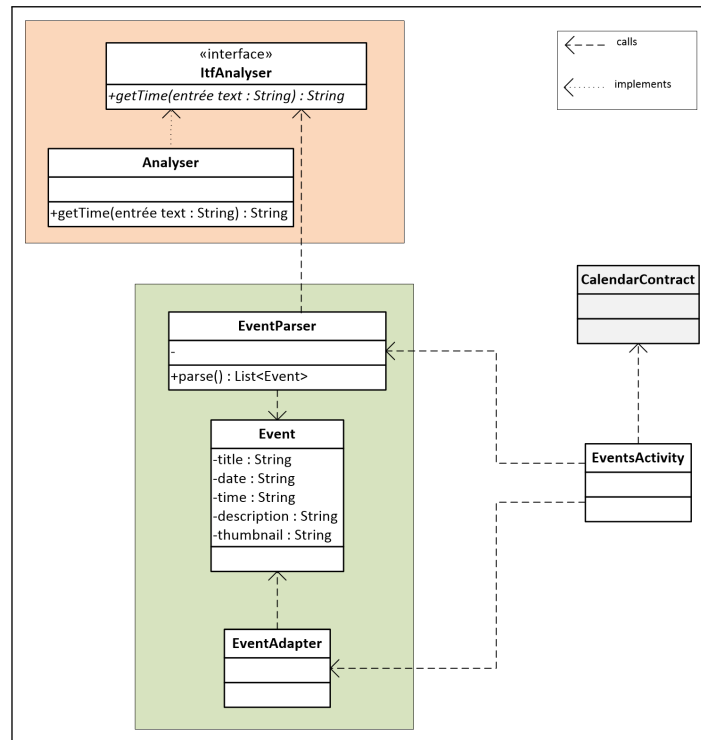 «interface»
ItfAnalyser
+getTime(entrée text : String) : String
Analyser
+getTime(entrée text : String) : String
calls
implements
EventParser
-
+parse() : List<Event>
Event
-title : String
-date : String
-time : String
-description : String
-thumbnail : String
EventAdapter
CalendarContract
EventsActivity